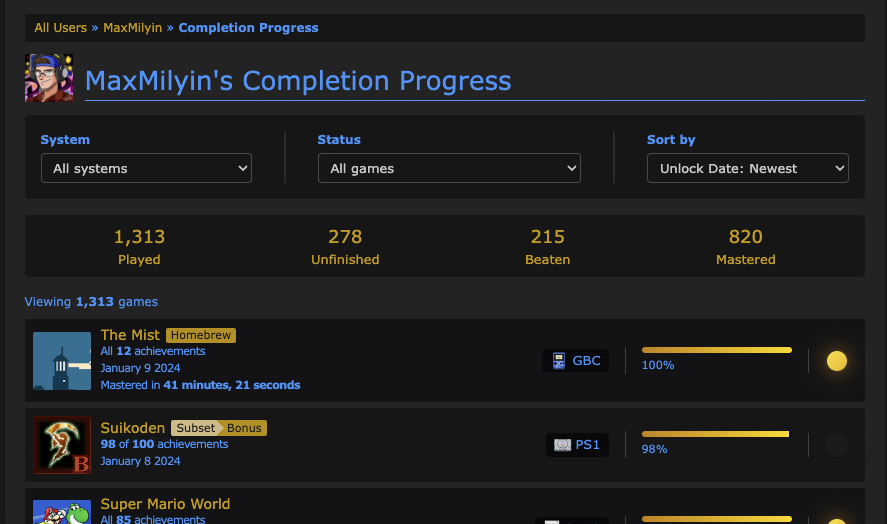 All Users » MaxMilyin » Completion Progress
MaxMilyin's Completion Progress
System
All systems
Status
All games
Sort by
Unlock Date: Newest
1,313
Played
278
Unfinished
215
Beaten
820
Mastered
Viewing 1,313 games
The Mist Homebrew
All 12 achievements
January 9 2024
Mastered in 41 minutes, 21 seconds
GBC
100%
Suikoden Subset Bonus
98 of 100 achievements
January 8 2024
B
PS1
98%
Super Mario World
All 85 achievements